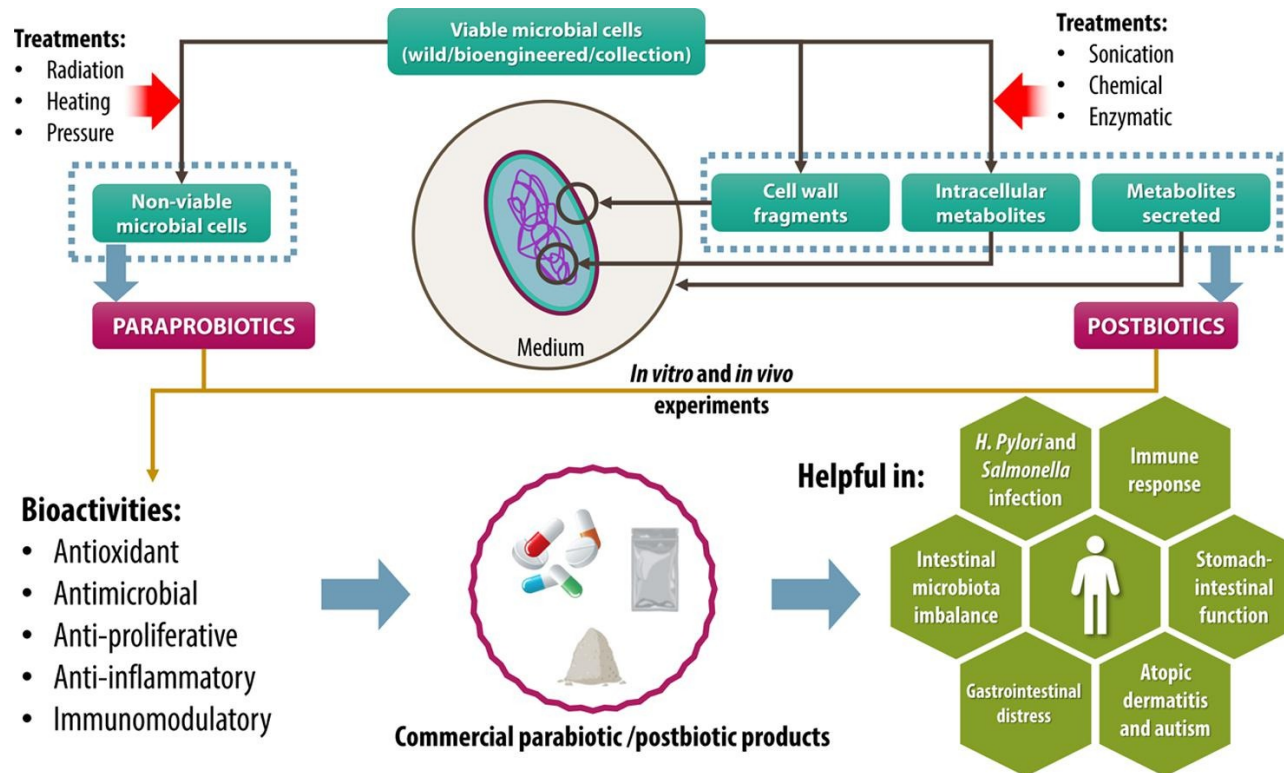 Treatments:
• Radiation
• Heating
• Pressure
Viable microbial cells
(wild/bioengineered/collection)
Treatments:
• Sonication
• Chemical
• Enzymatic
Non-viable
microbial cells
Cell wall
fragments
Intracellular
metabolites
Metabolites
secreted
PARAPROBIOTICS
Medium
POSTBIOTICS
In vitro and in vivo
experiments
Bioactivities:
• Antioxidant
• Antimicrobial
• Anti-proliferative
• Anti-inflammatory
• Immunomodulatory
Commercial parabiotic /postbiotic products
Helpful in:
H. Pylori and
Salmonella
infection
Immune
response
Intestinal
microbiota
imbalance
Stomach-
intestinal
function
Gastrointestinal
distress
Atopic
dermatitis
and autism